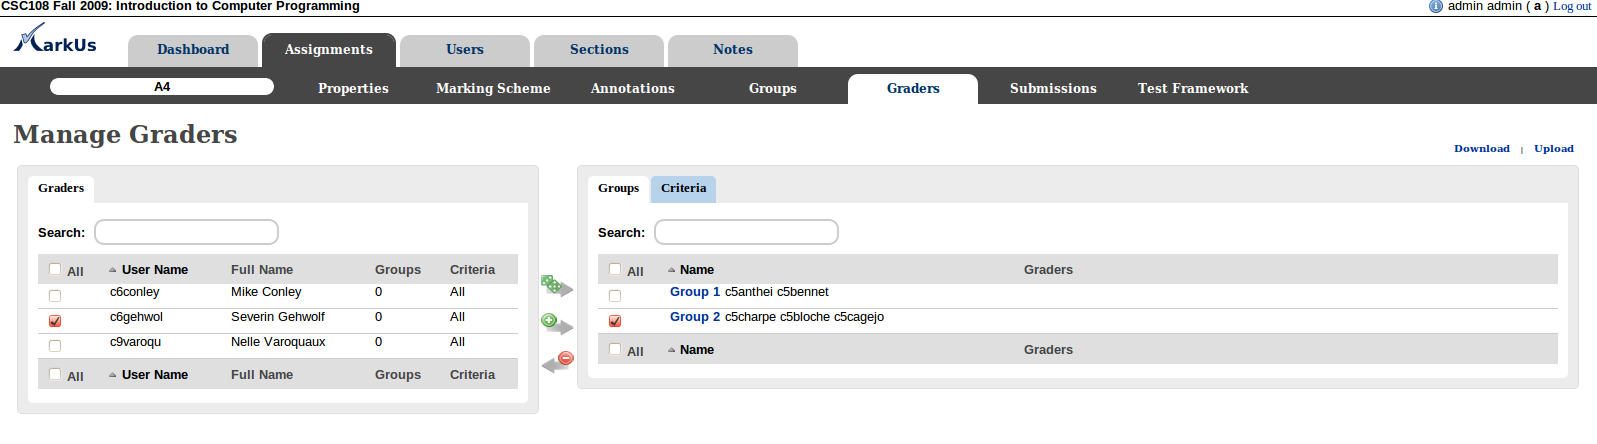 CSC108 Fall 2009: Introduction to Computer Programming
admin admin ( a ) Log out
MarkUs
Dashboard Assignments Users Sections Notes
A4 Properties Marking Scheme Annotations Groups Graders Submissions Test Framework
Manage Graders
Download | Upload
Graders
Search:
All User Name Full Name Groups Criteria
c6conley Mike Conley 0 All
c6gehwol Severin Gehwolf 0 All
c9varoqu Nelle Varoquaux 0 All
All User Name Full Name Groups Criteria
Groups Criteria
Search:
All Name Graders
Group 1 c5anthei c5bennet
Group 2 c5charpe c5bloche c5cagejo
All Name Graders